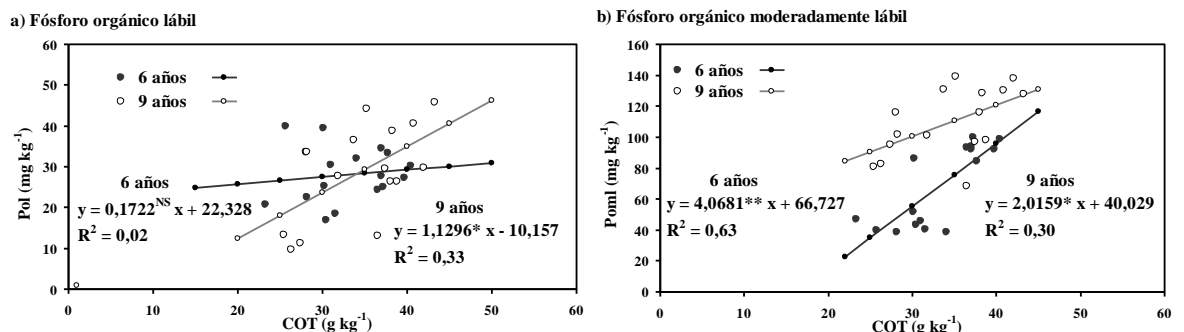 a) Fósforo orgánico lábil
60
50
40
30
20
10
0
Pol (mg kg-1)
6 años
9 años
6 años
y = 0,1722NS x + 22,328
R2 = 0,02
9 años
y = 1,1296* x - 10,157
R2 = 0,33
0 10 20 30 40 50 60
COT (g kg-1)
b) Fósforo orgánico moderadamente lábil
160
140
120
100
80
60
40
20
0
Poml (mg kg-1)
6 años
9 años
6 años
y = 4,0681** x + 66,727
R2 = 0,63
9 años
y = 2,0159* x + 40,029
R2 = 0,30
0 10 20 30 40 50 60
COT (g kg-1)